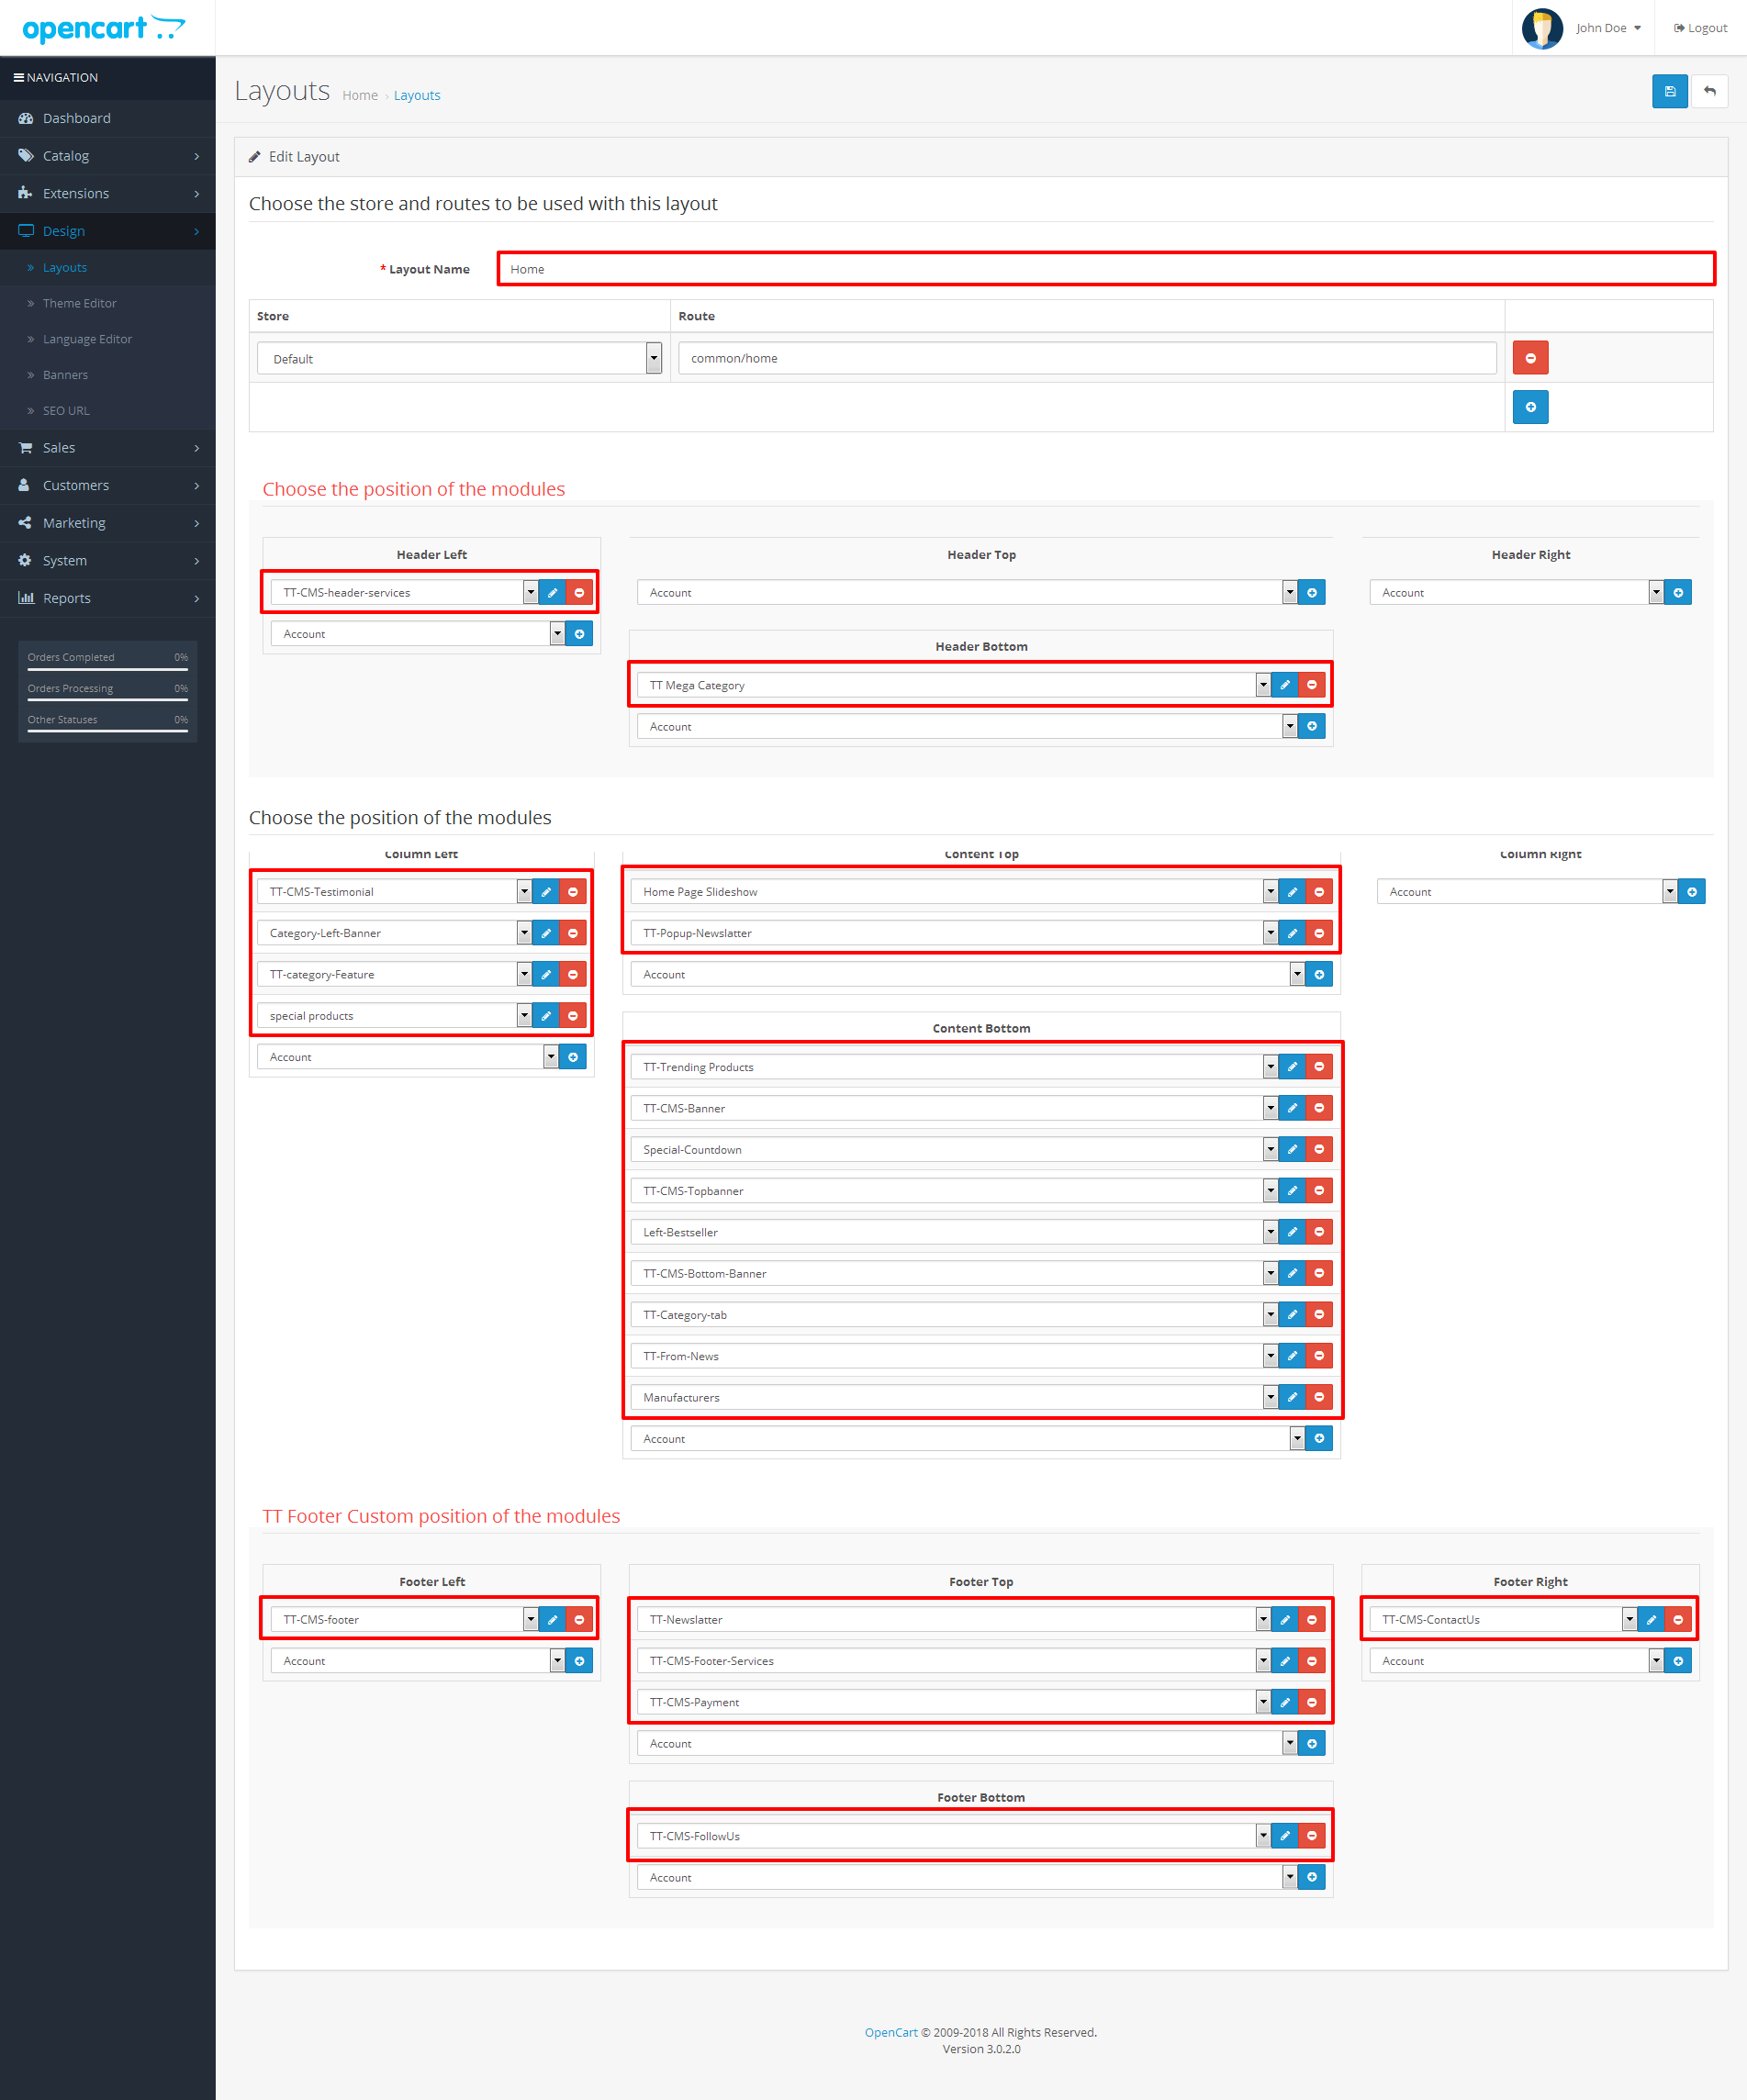 opencart
John Doe
Logout
NAVIGATION
Dashboard
Catalog
Extensions
Design
Layouts
Theme Editor
Language Editor
Banners
SEO URL
Sales
Customers
Marketing
System
Reports
Orders Completed 0%
Orders Processing 0%
Other Statuses 0%
Layouts Home › Layouts
Edit Layout
Choose the store and routes to be used with this layout
* Layout Name Home
Store Route
Default common/home
Choose the position of the modules
Header Left Header Top Header Right
TT-CMS-header-services Account Account
Account
Header Bottom
TT Mega Category
Account
Choose the position of the modules
Column Left Content Top Column Right
TT-CMS-Testimonial Home Page Slideshow Account
Category-Left-Banner TT-Popup-Newslatter
TT-category-Feature Account
special products
Content Bottom
Account
TT-Trending Products
TT-CMS-Banner
Special-Countdown
TT-CMS-Topbanner
Left-Bestseller
TT-CMS-Bottom-Banner
TT-Category-tab
TT-From-News
Manufacturers
Account
TT Footer Custom position of the modules
Footer Left Footer Top Footer Right
TT-CMS-footer TT-Newslatter TT-CMS-ContactUs
Account TT-CMS-Footer-Services Account
TT-CMS-Payment
Account
Footer Bottom
TT-CMS-FollowUs
Account
OpenCart © 2009-2018 All Rights Reserved.
Version 3.0.2.0